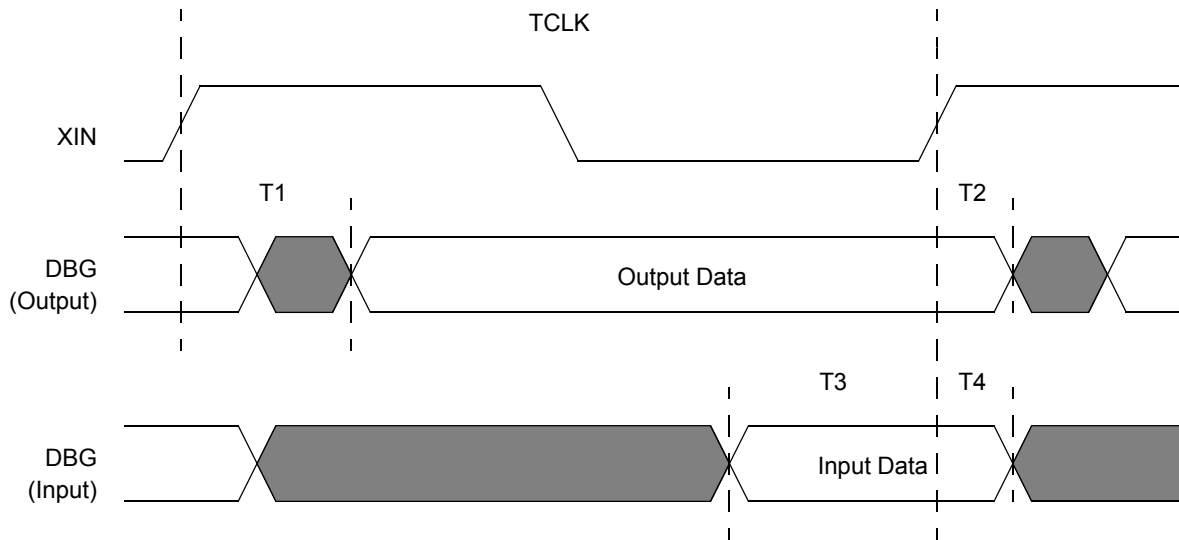 TCLK
XIN
T1
T2
DBG
(Output)
Output Data
T3
T4
DBG
(Input)
Input Data